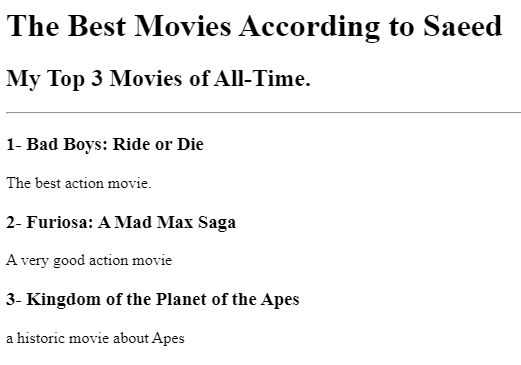 The Best Movies According to Saeed
My Top 3 Movies of All-Time.
1- Bad Boys: Ride or Die
The best action movie.
2- Furiosa: A Mad Max Saga
A very good action movie
3- Kingdom of the Planet of the Apes
a historic movie about Apes